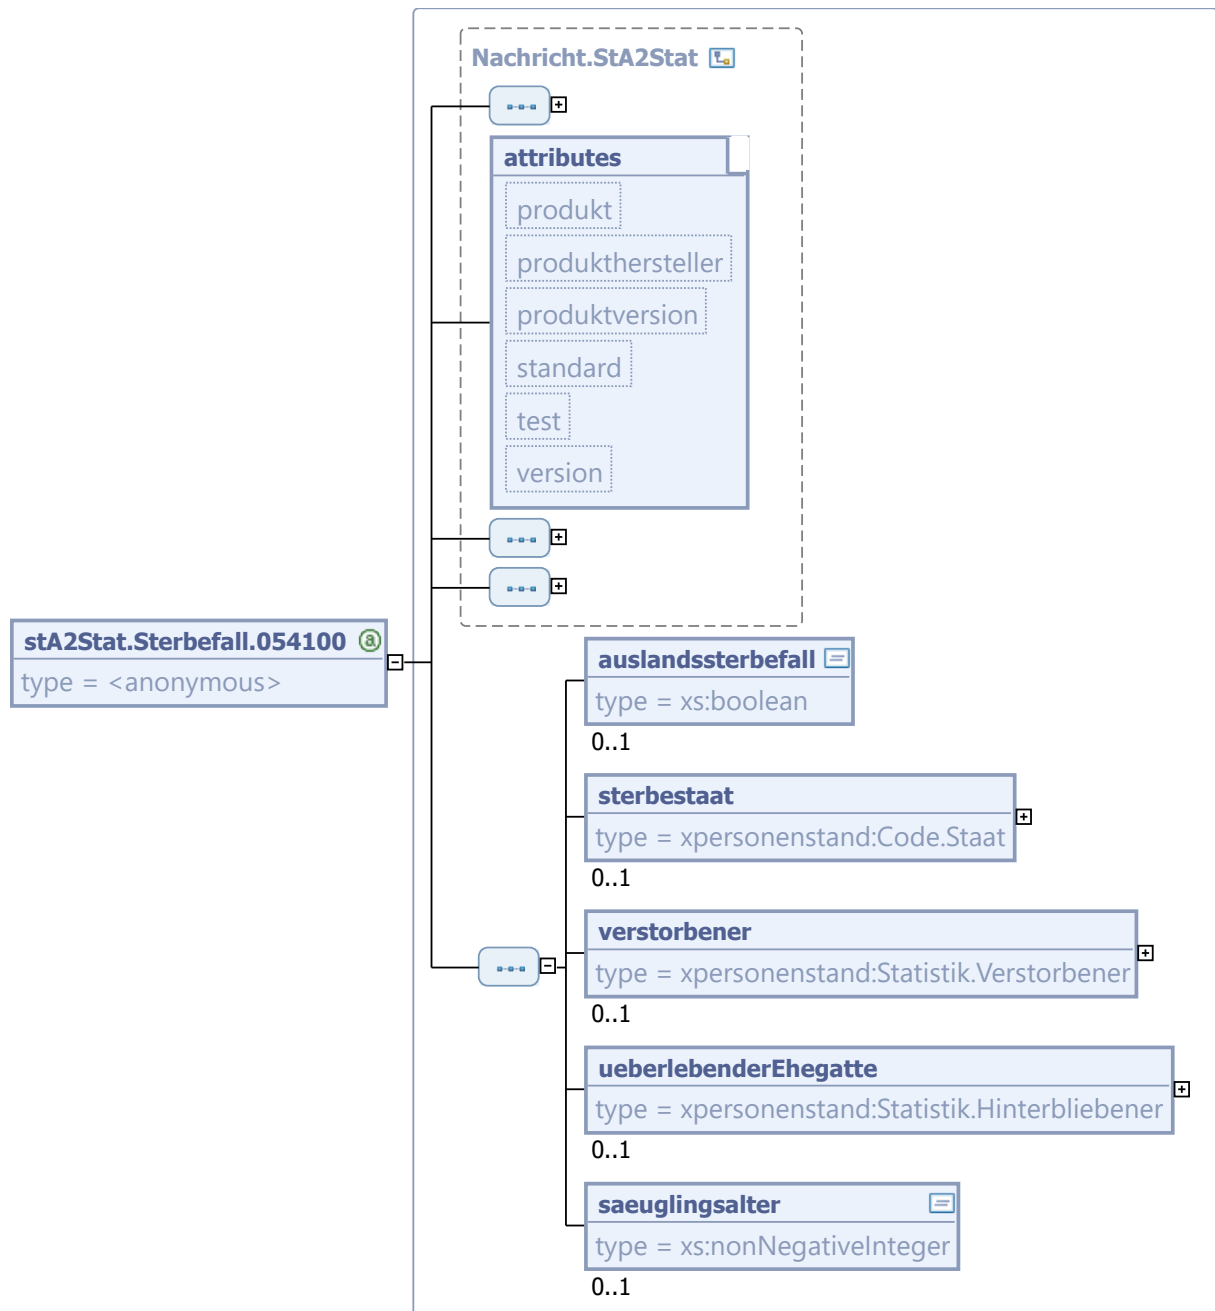 Nachricht.StA2Stat
attributes
produkt
produkthersteller
produktversion
standard
test
version
stA2Stat.Sterbefall.054100
type = <anonymous>
auslandssterbefall
type = xs:boolean
0..1
sterbestaat
type = xpersonenstand:Code.Staat
0..1
verstorbener
type = xpersonenstand:Statistik.Verstorbener
0..1
ueberlebenderEhegatte
type = xpersonenstand:Statistik.Hinterbliebener
0..1
saeuglingsalter
type = xs:nonNegativeInteger
0..1